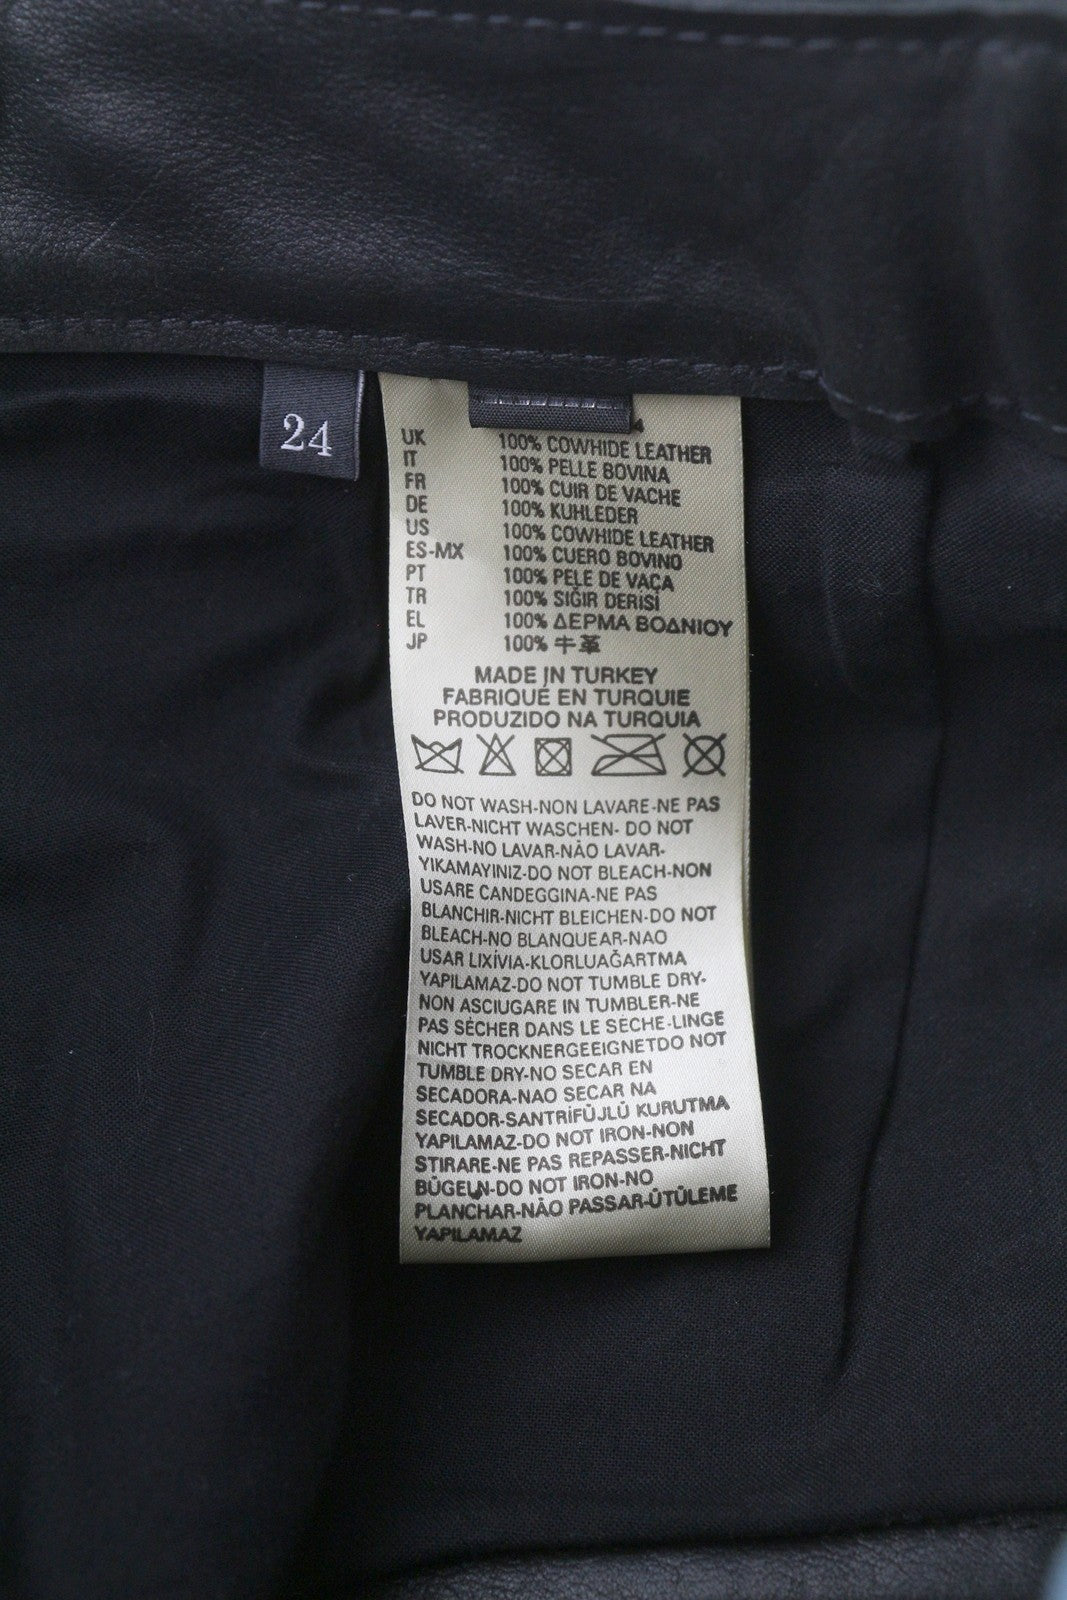 24
UK 100% COWHIDE LEATHER
IT 100% PELLE BOVINA
FR 100% CUIR DE VACHE
DE 100% KUHLEDER
US 100% COWHIDE LEATHER
ES-MX 100% CUERO BOVINO
PT 100% PELE DE VACA
TR 100% SIĞIR DERİSİ
EL 100% ΔΕΡΜΑ ΒΟΔΝΙΟΥ
JP 100% 牛革
MADE IN TURKEY
FABRIQUE EN TURQUIE
PRODUZIDO NA TURQUIA
DO NOT WASH-NON LAVARE-NE PAS
LAVER-NICHT WASCHEN- DO NOT
WASH-NO LAVAR-NÃO LAVAR-
YIKAMAYINIZ-DO NOT BLEACH-NON
USARE CANDEGGINA-NE PAS
BLANCHIR-NICHT BLEICHEN-DO NOT
BLEACH-NO BLANQUEAR-NAO
USAR LIXÍVIA-KLORLUAĞARTMA
YAPILAMAZ-DO NOT TUMBLE DRY-
NON ASCIUGARE IN TUMBLER-NE
PAS SÉCHER DANS LE SECHE-LINGE
NICHT TROCKNERGEEIGNETDO NOT
TUMBLE DRY-NO SECAR EN
SECADORA-NAO SECAR NA
SECADOR-SANTRİFÜJLÜ KURUTMA
YAPILAMAZ-DO NOT IRON-NON
STIRARE-NE PAS REPASSER-NICHT
BÜGELN-DO NOT IRON-NO
PLANCHAR-NÃO PASSAR-ÜTÜLEME
YAPILAMAZ